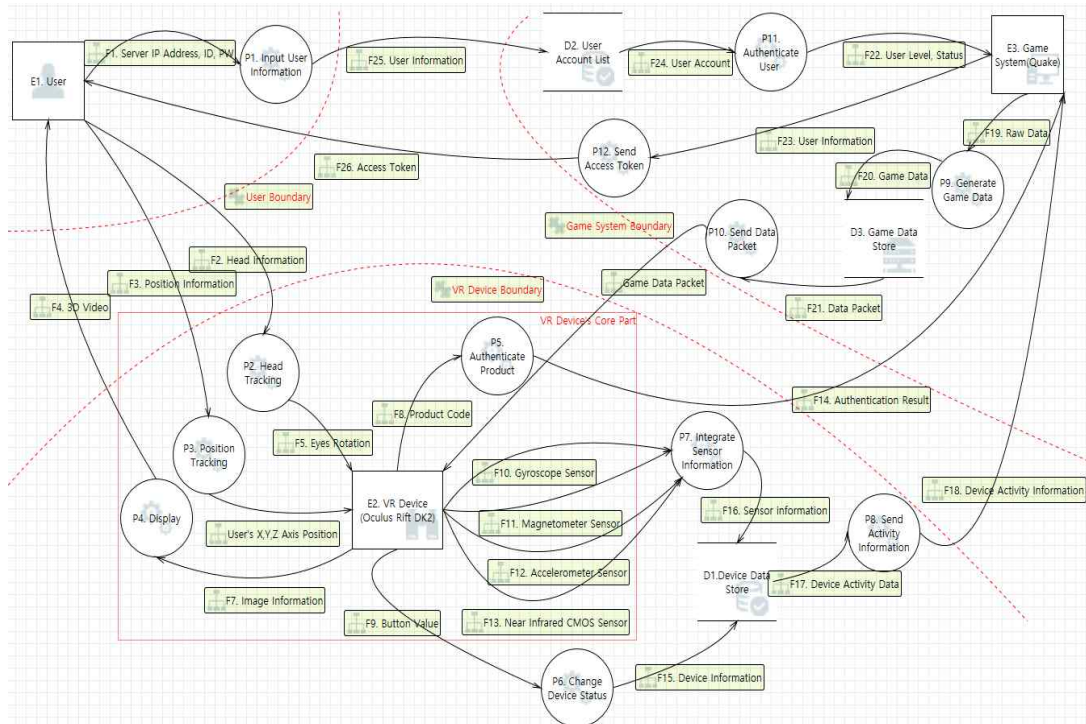 F1. Server IP Address, ID, PW
E1. User
P1. Input User
Information
F25. User Information
D2. User
Account List
F24. User Account
P11.
Authenticate
User
F22. User Level, Status
E3. Game
System(Quake)
F26. Access Token
P12. Send
Access Token
F23. User Information
F19. Raw Data
F20. Game Data
P9. Generate
Game Data
User Boundary
Game System Boundary
P10. Send Data
Packet
D3. Game Data
Store
F2. Head Information
F3. Position Information
F4. 3D Video
VR Device Boundary
Game Data Packet
F21. Data Packet
VR Device's Core Part
P2. Head
Tracking
P5.
Authenticate
Product
F8. Product Code
F14. Authentication Result
P3. Position
Tracking
F5. Eyes Rotation
P7. Integrate
Sensor
Information
F10. Gyroscope Sensor
E2. VR Device
(Oculus Rift DK2)
P4. Display
User's X,Y,Z Axis Position
F11. Magnetometer Sensor
F16. Sensor Information
P8. Send
Activity
Information
F18. Device Activity Information
F12. Accelerometer Sensor
D1.Device Data
Store
F17. Device Activity Data
F7. Image Information
F9. Button Value
F13. Near Infrared CMOS Sensor
P6. Change
Device Status
F15. Device Information